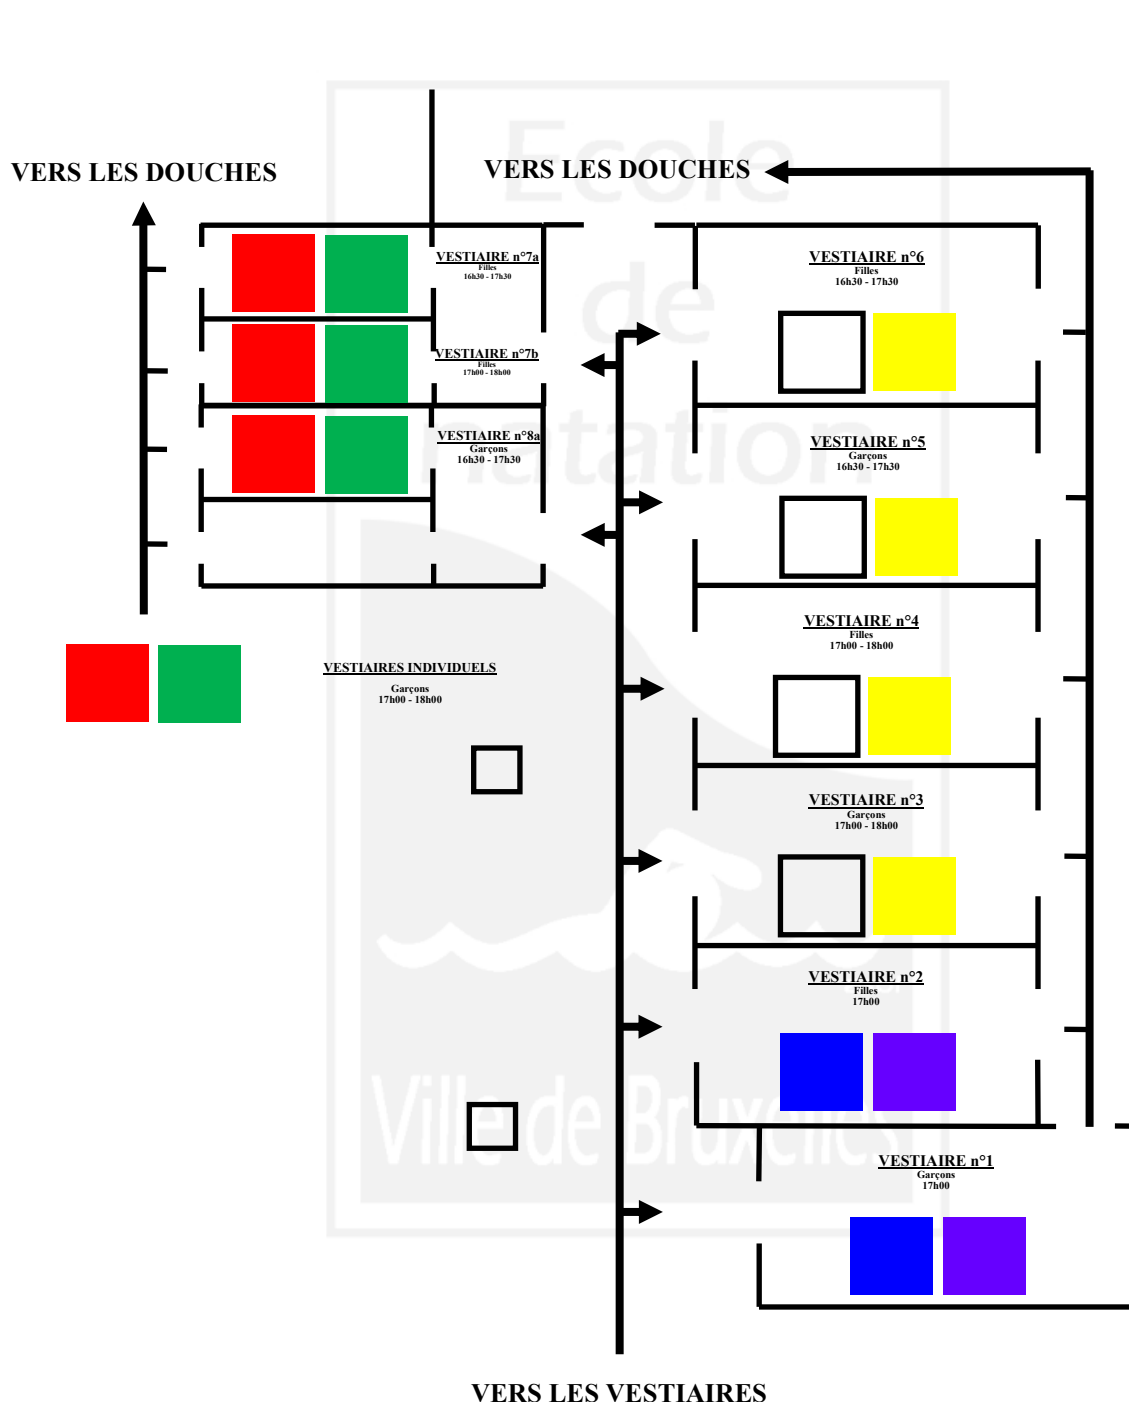 Ecole
de
natation
VERS LES DOUCHES
VERS LES DOUCHES
VESTIAIRE n°7a
Filles
16h30 - 17h30
VESTIAIRE n°7b
Filles
17h00 - 18h00
VESTIAIRE n°8a
Garçons
16h30 - 17h30
VESTIAIRES INDIVIDUELS
Garçons
17h00 - 18h00
VESTIAIRE n°6
Filles
16h30 - 17h30
VESTIAIRE n°5
Garçons
16h30 - 17h30
VESTIAIRE n°4
Filles
17h00 - 18h00
VESTIAIRE n°3
Garçons
17h00 - 18h00
VESTIAIRE n°2
Filles
17h00
VESTIAIRE n°1
Garçons
17h00
Ville de Bruxelles
VERS LES VESTIAIRES